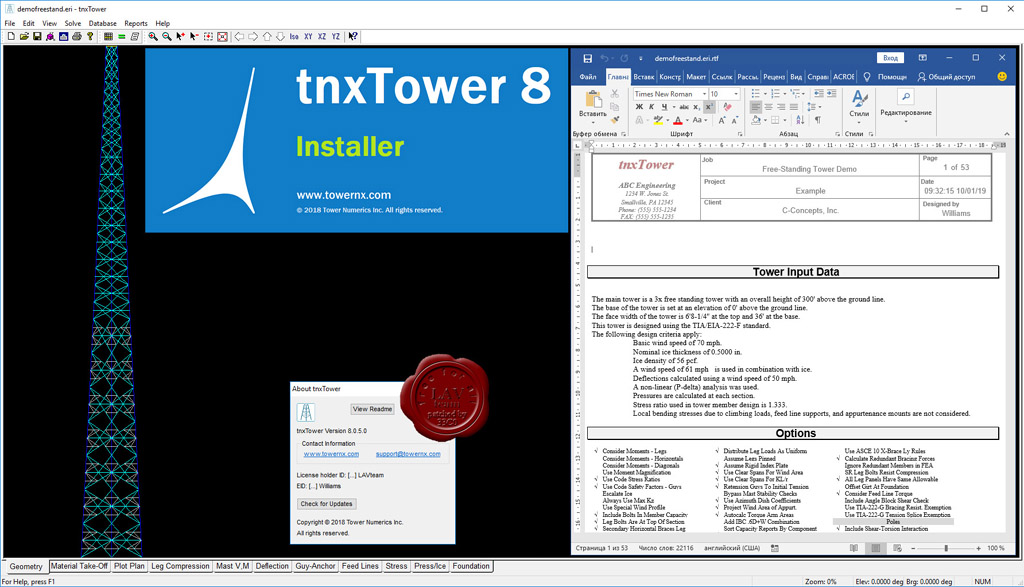 demofreestand.eri - tnxTower
File Edit View Solve Database Reports Help
Iso XY XZ YZ
tnxTower 8
Installer
www.towernx.com
© 2018 Tower Numerics Inc. All rights reserved.
About tnxTower
View Readme
tnxTower Version 8.0.5.0
Contact Information
www.towernx.com support@towernx.com
License holder ID: [...] LAVteam
EID: [...] Williams
Check for Updates
Copyright © 2018 Tower Numerics Inc.
All rights reserved.
LAV
patched by
demofreestand.eri.rtf
Вход
Файл Главна Вставк Констр Макет Ссылк Рассы. Реценз Вид Справк ACROE Помощн Общий доступ
Вставить
Times New Roman 10
Ж К Ч abc x₂ x²
Стили
Редактирование
Буфер обмена Шрифт Абзац Стили
tnxTower
ABC Engineering
1234 W. Jones St.
Smallville, PA 12345
Phone: (555) 555-1234
FAX: (555) 555-1235
Job
Free-Standing Tower Demo
Page
1 of 53
Project
Example
Date
09:32:15 10/01/19
Client
C-Concepts, Inc.
Designed by
Williams
Tower Input Data
The main tower is a 3x free standing tower with an overall height of 300' above the ground line.
The base of the tower is set at an elevation of 0' above the ground line.
The face width of the tower is 6'8-1/4" at the top and 36' at the base.
This tower is designed using the TIA/EIA-222-F standard.
The following design criteria apply:
Basic wind speed of 70 mph.
Nominal ice thickness of 0.5000 in.
Ice density of 56 pcf.
A wind speed of 61 mph is used in combination with ice.
Deflections calculated using a wind speed of 50 mph.
A non-linear (P-delta) analysis was used.
Pressures are calculated at each section.
Stress ratio used in tower member design is 1.333.
Local bending stresses due to climbing loads, feed line supports, and appurtenance mounts are not considered.
Options
√ Consider Moments - Legs
Consider Moments - Horizontals
Consider Moments - Diagonals
Use Moment Magnification
√ Use Code Stress Ratios
√ Use Code Safety Factors - Guys
Escalate Ice
Always Use Max Kz
Use Special Wind Profile
√ Include Bolts In Member Capacity
√ Leg Bolts Are At Top Of Section
√ Secondary Horizontal Braces Leg
√ Distribute Leg Loads As Uniform
Assume Legs Pinned
√ Assume Rigid Index Plate
√ Use Clear Spans For Wind Area
√ Use Clear Spans For KL/r
√ Retension Guys To Initial Tension
Bypass Mast Stability Checks
√ Use Azimuth Dish Coefficients
√ Project Wind Area of Appurt.
√ Autocalc Torque Arm Areas
Add IBC .6D+W Combination
√ Sort Capacity Reports By Component
Use ASCE 10 X-Brace Ly Rules
√ Calculate Redundant Bracing Forces
Ignore Redundant Members in FEA
SR Leg Bolts Resist Compression
√ All Leg Panels Have Same Allowable
Offset Girt At Foundation
√ Consider Feed Line Torque
Include Angle Block Shear Check
Use TIA-222-G Bracing Resist. Exemption
Use TIA-222-G Tension Splice Exemption
Poles
√ Include Shear-Torsion Interaction
Страница 1 из 53 Число слов: 22116 английский (США) 100 %
Geometry Material Take-Off Plot Plan Leg Compression Mast V,M Deflection Guy-Anchor Feed Lines Stress Press/Ice Foundation
For Help, press F1
Zoom: 0% Elev: 0.0000 deg Brg: 0.0000 deg NUM